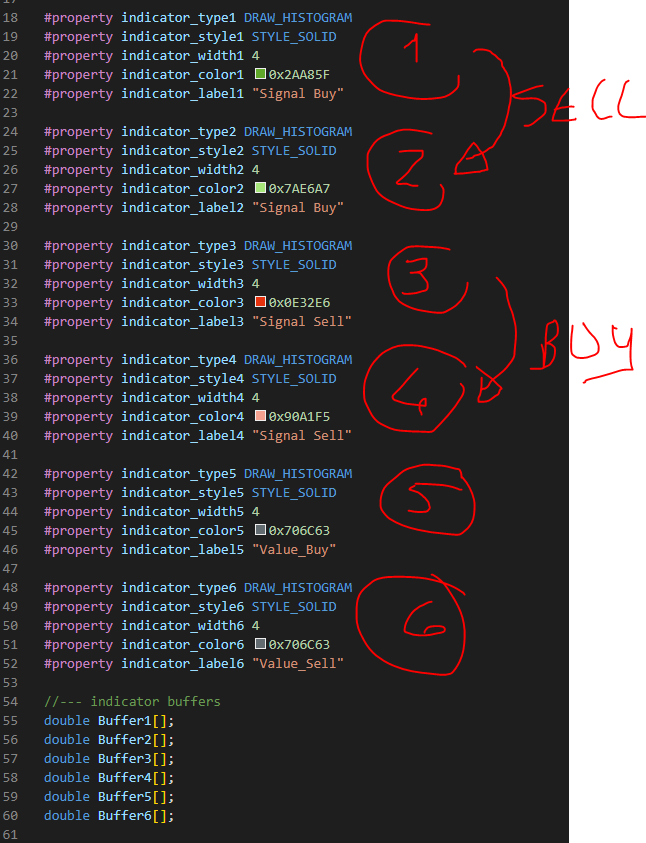 17
18 #property indicator_type1 DRAW_HISTOGRAM
19 #property indicator_style1 STYLE_SOLID
20 #property indicator_width1 4
21 #property indicator_color1 0x2AA85F
22 #property indicator_label1 "Signal Buy"
23
24 #property indicator_type2 DRAW_HISTOGRAM
25 #property indicator_style2 STYLE_SOLID
26 #property indicator_width2 4
27 #property indicator_color2 0x7AE6A7
28 #property indicator_label2 "Signal Buy"
29
30 #property indicator_type3 DRAW_HISTOGRAM
31 #property indicator_style3 STYLE_SOLID
32 #property indicator_width3 4
33 #property indicator_color3 0x0E32E6
34 #property indicator_label3 "Signal Sell"
35
36 #property indicator_type4 DRAW_HISTOGRAM
37 #property indicator_style4 STYLE_SOLID
38 #property indicator_width4 4
39 #property indicator_color4 0x90A1F5
40 #property indicator_label4 "Signal Sell"
41
42 #property indicator_type5 DRAW_HISTOGRAM
43 #property indicator_style5 STYLE_SOLID
44 #property indicator_width5 4
45 #property indicator_color5 0x706C63
46 #property indicator_label5 "Value_Buy"
47
48 #property indicator_type6 DRAW_HISTOGRAM
49 #property indicator_style6 STYLE_SOLID
50 #property indicator_width6 4
51 #property indicator_color6 0x706C63
52 #property indicator_label6 "Value_Sell"
53
54 //--- indicator buffers
55 double Buffer1[];
56 double Buffer2[];
57 double Buffer3[];
58 double Buffer4[];
59 double Buffer5[];
60 double Buffer6[];
61
1
SELL
2
3
BUY
4
5
6